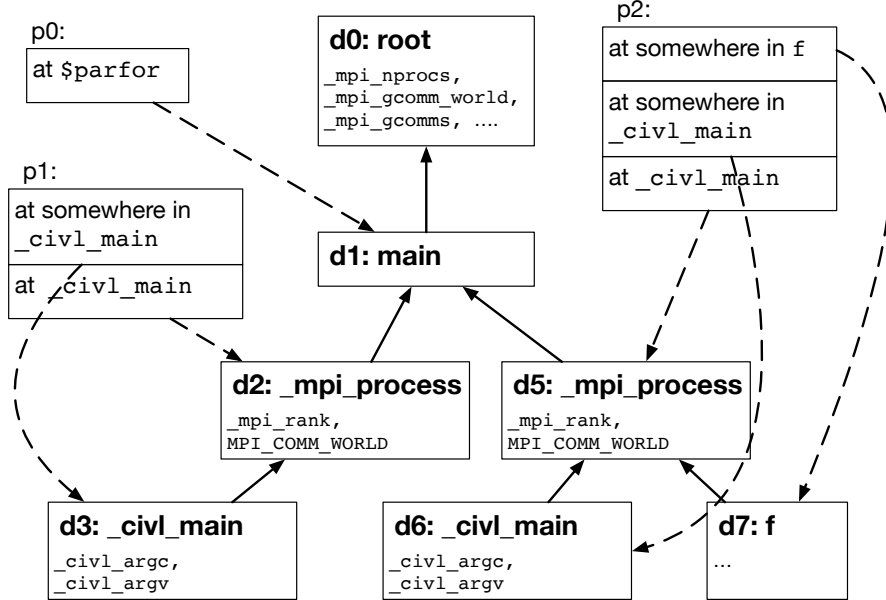 p0:
at $parfor
d0: root
_mpi_nprocs,
_mpi_gcomm_world,
_mpi_gcomms, ....
p2:
at somewhere in f
at somewhere in
_civl_main
at _civl_main
p1:
at somewhere in
_civl_main
at _civl_main
d1: main
d2: _mpi_process
_mpi_rank,
MPI_COMM_WORLD
d5: _mpi_process
_mpi_rank,
MPI_COMM_WORLD
d3: _civl_main
_civl_argc,
_civl_argv
d6: _civl_main
_civl_argc,
_civl_argv
d7: f
...